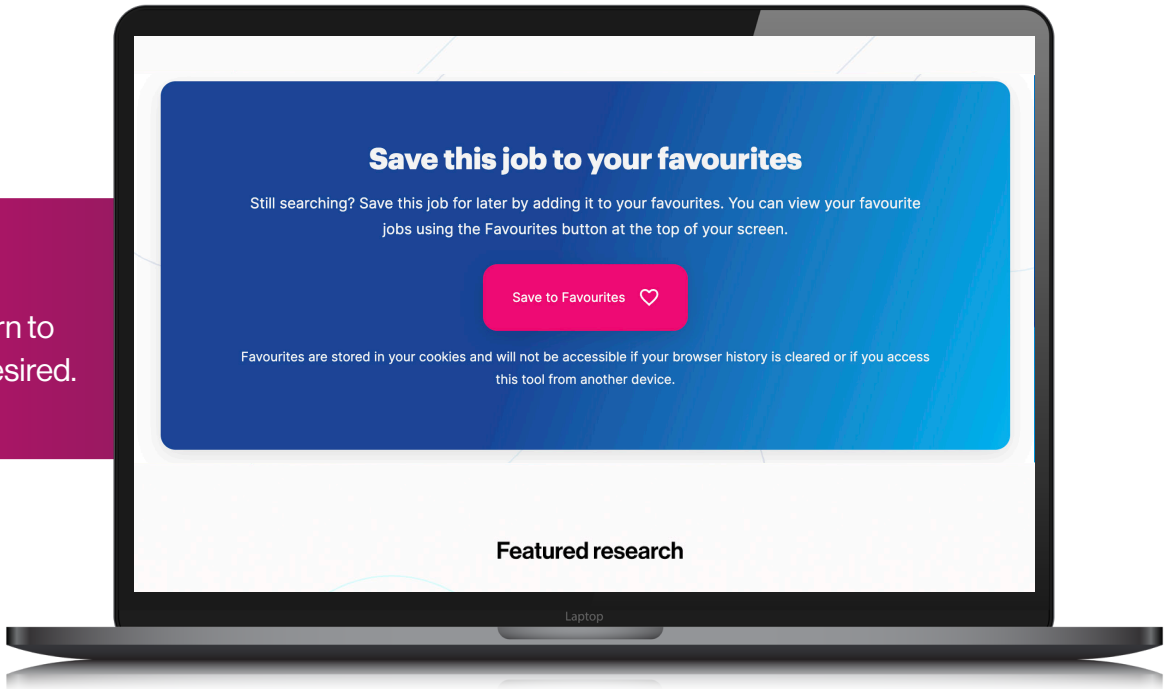 Save this job to your favourites
Still searching? Save this job for later by adding it to your favourites. You can view your favourite
jobs using the Favourites button at the top of your screen.
Save to Favourites
Favourites are stored in your cookies and will not be accessible if your browser history is cleared or if you access
this tool from another device.
to
Featured research
Laptop